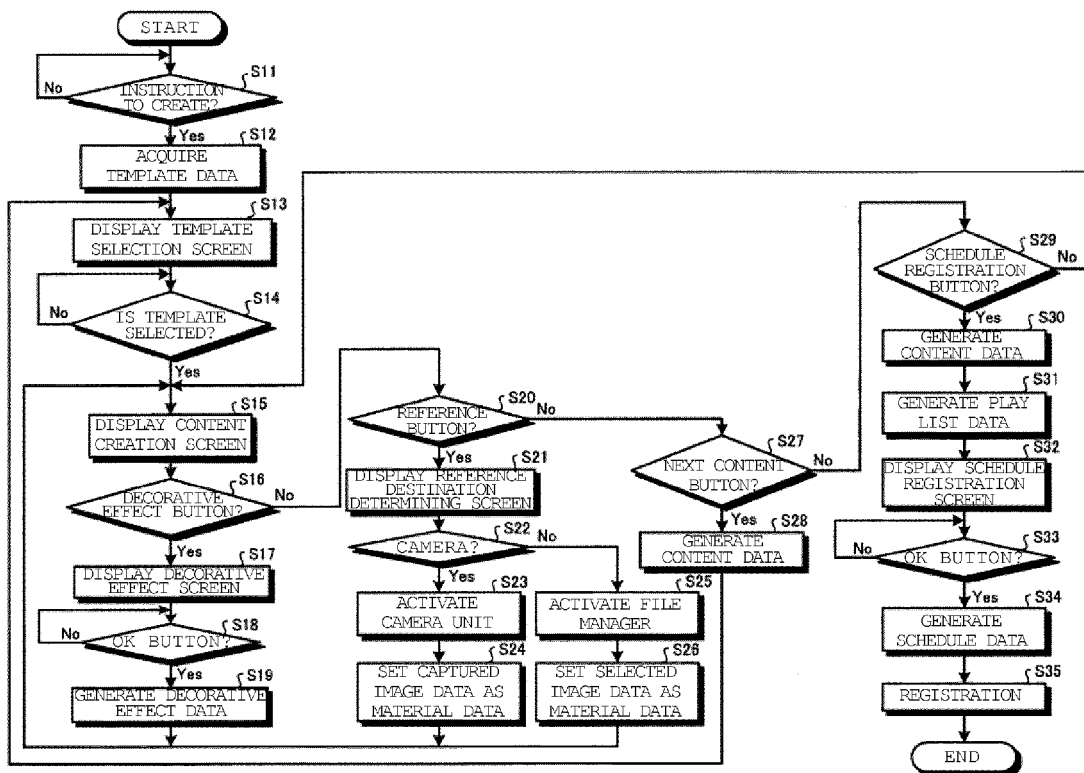 START
S11
No
INSTRUCTION
TO CREATE?
Yes
S12
ACQUIRE
TEMPLATE DATA
S13
DISPLAY TEMPLATE
SELECTION SCREEN
S14
No
IS TEMPLATE
SELECTED?
Yes
S15
DISPLAY CONTENT
CREATION SCREEN
S16
DECORATIVE
EFFECT BUTTON?
No
Yes
S17
DISPLAY DECORATIVE
EFFECT SCREEN
S18
No
OK BUTTON?
Yes
S19
GENERATE DECORATIVE
EFFECT DATA
S20
REFERENCE
BUTTON?
No
Yes
S21
DISPLAY REFERENCE
DESTINATION
DETERMINING SCREEN
S22
CAMERA?
No
Yes
S23
ACTIVATE
CAMERA UNIT
S24
SET CAPTURED
IMAGE DATA AS
MATERIAL DATA
S25
ACTIVATE FILE
MANAGER
S26
SET SELECTED
IMAGE DATA AS
MATERIAL DATA
S27
NEXT CONTENT
BUTTON?
No
Yes
S28
GENERATE
CONTENT DATA
S29
SCHEDULE
REGISTRATION
BUTTON?
No
Yes
S30
GENERATE
CONTENT DATA
S31
GENERATE PLAY
LIST DATA
S32
DISPLAY SCHEDULE
REGISTRATION
SCREEN
S33
No
OK BUTTON?
Yes
S34
GENERATE
SCHEDULE DATA
S35
REGISTRATION
END